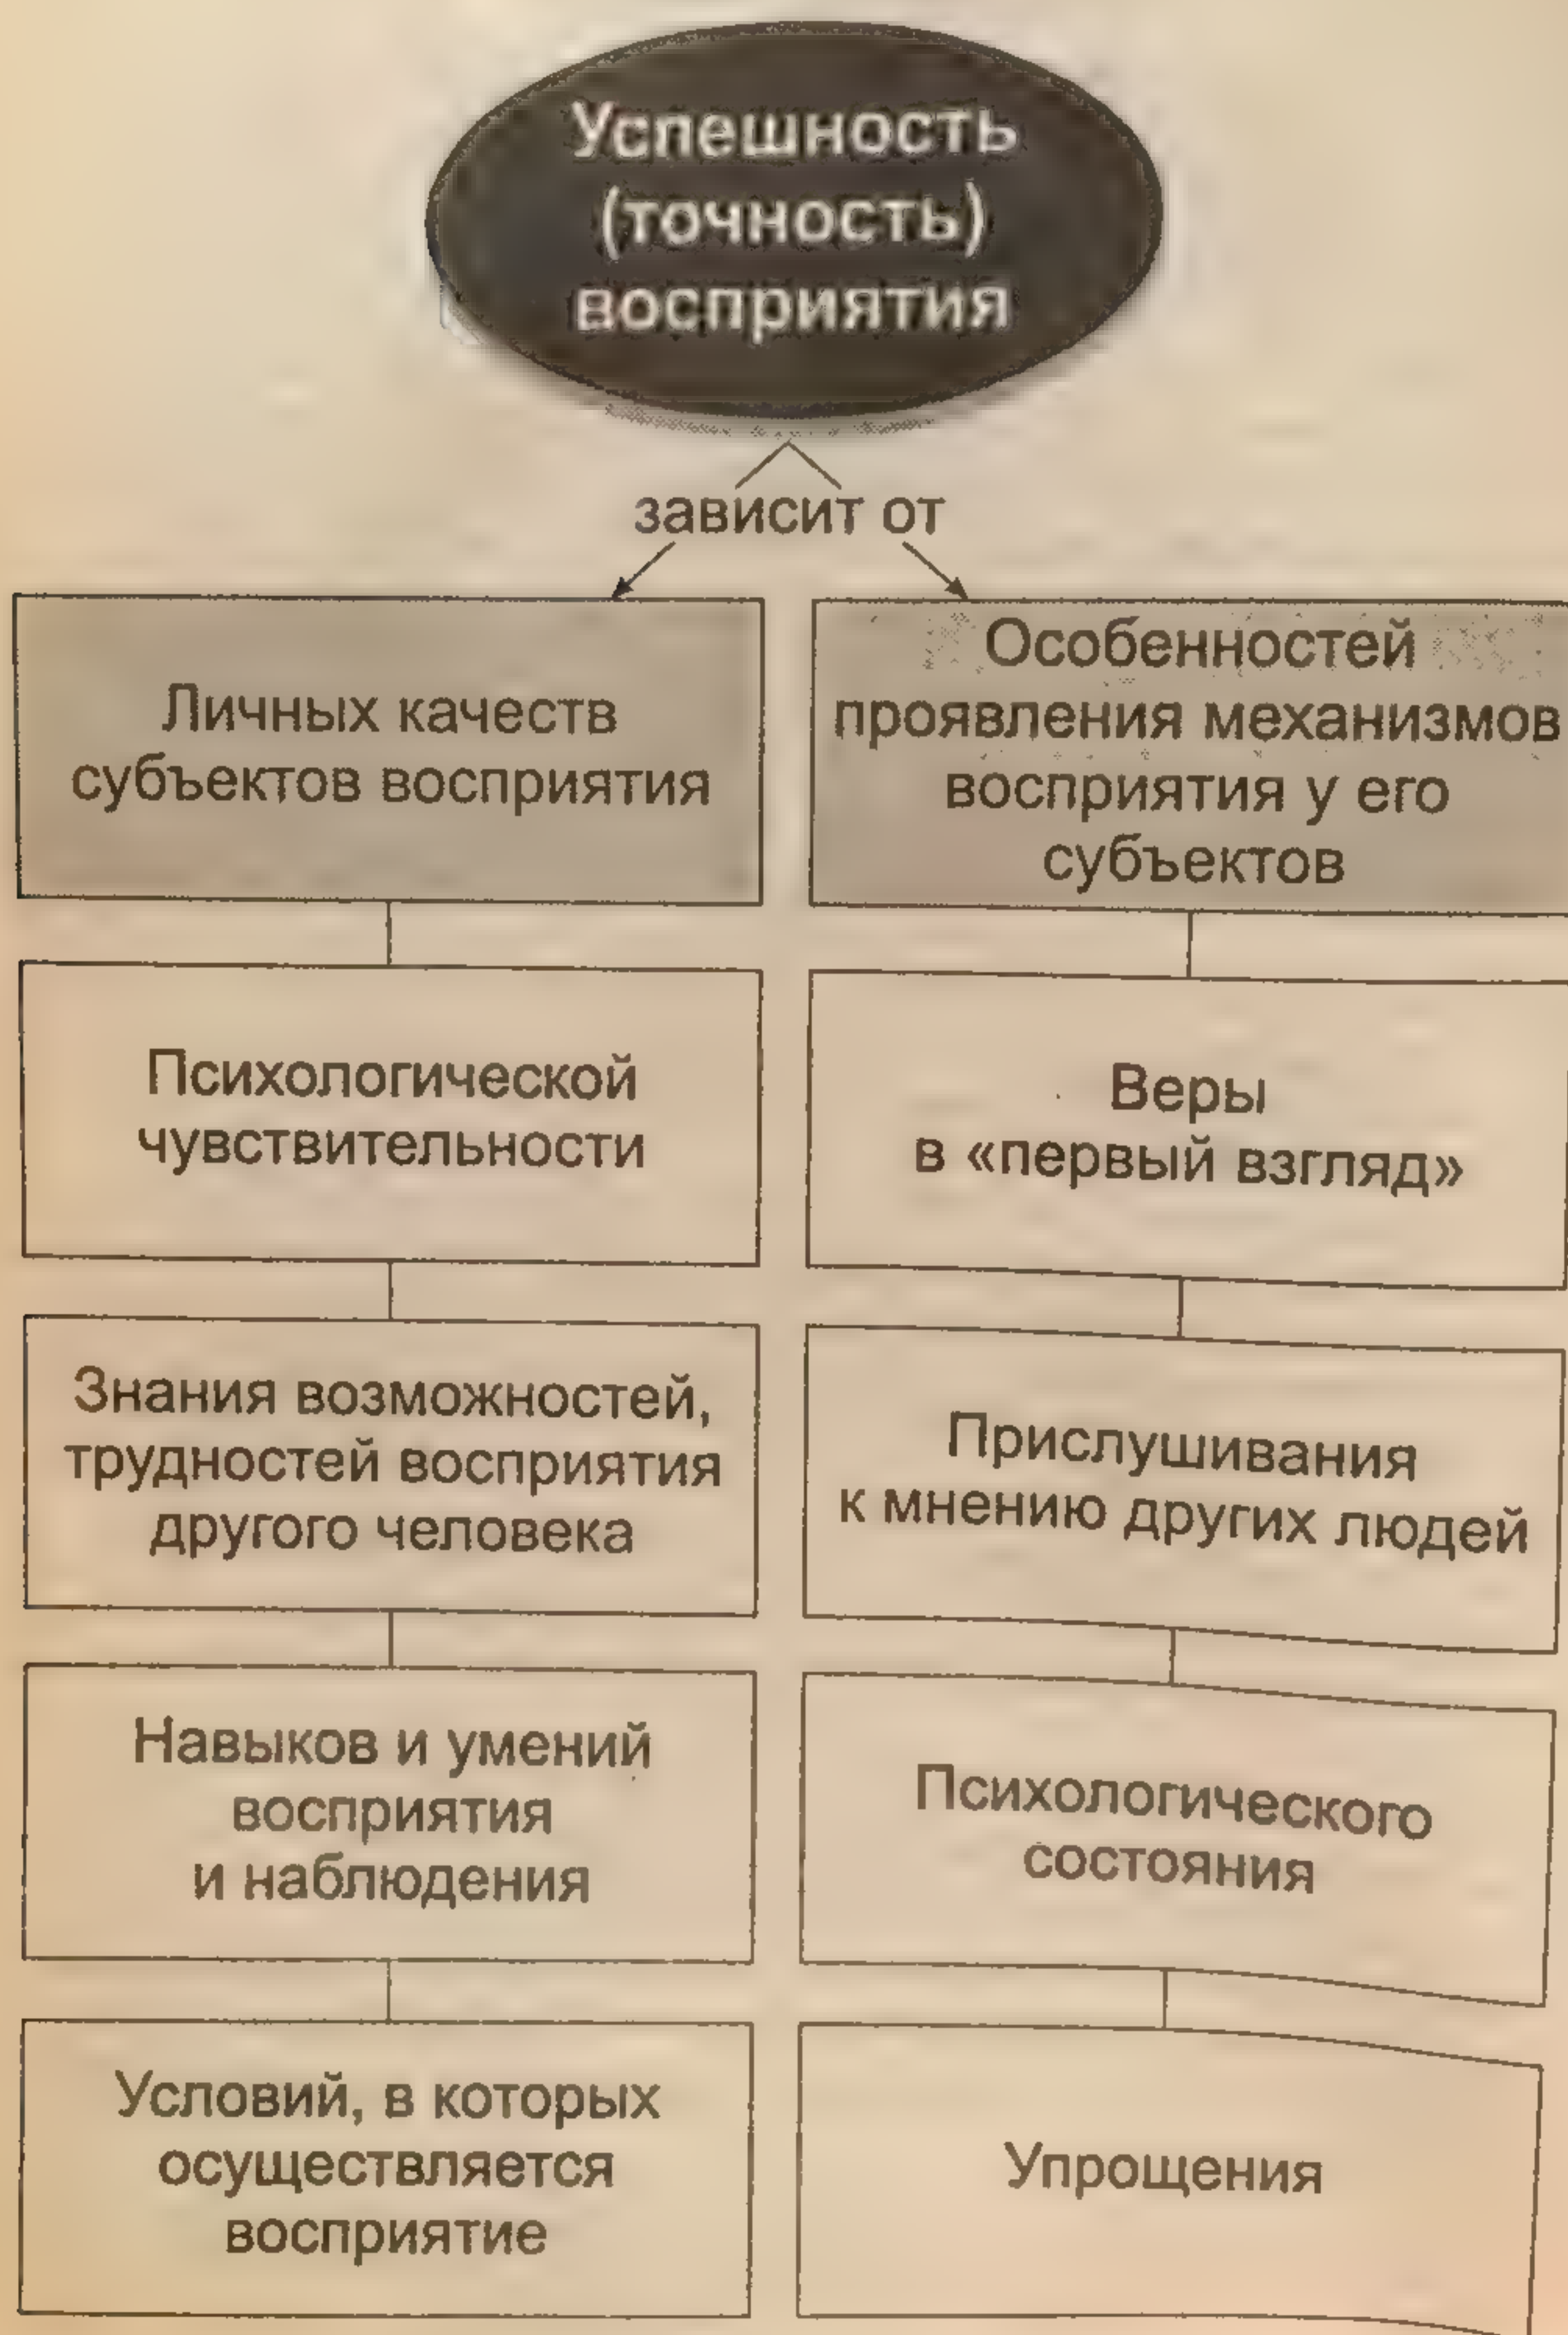 Успешность
(точность)
восприятия
зависит от
Личных качеств
субъектов восприятия
Психологической
чувствительности
Знания возможностей,
трудностей восприятия
другого человека
Навыков и умений
восприятия
и наблюдения
Условий, в которых
осуществляется
восприятие
Особенностей
проявления механизмов
восприятия у его
субъектов
Веры
в «первый взгляд»
Прислушивания
к мнению других людей
Психологического
состояния
Упрощения